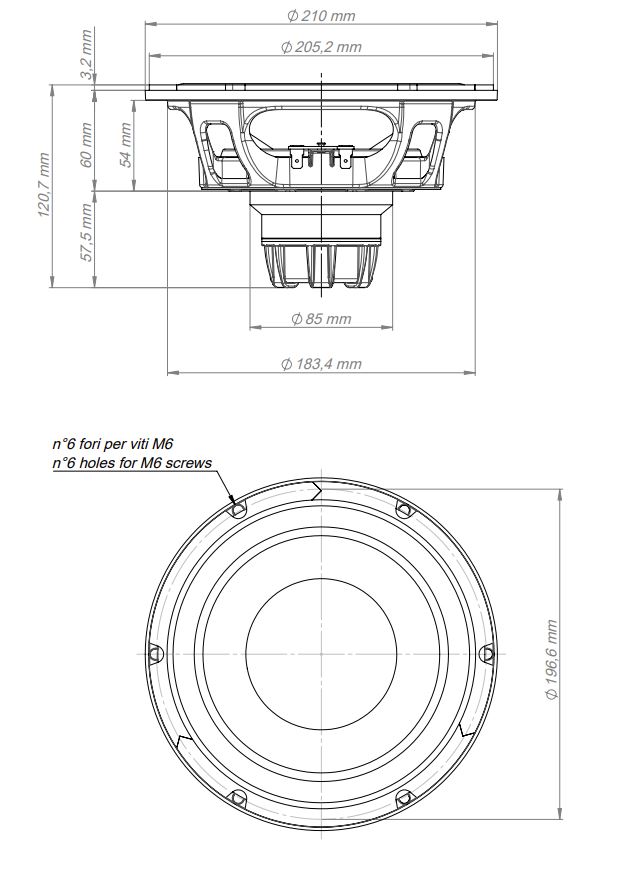 Ø 210 mm
Ø 205,2 mm
3,2 mm
60 mm
54 mm
120,7 mm
57,5 mm
Ø 85 mm
Ø 183,4 mm
n°6 fori per viti M6
n°6 holes for M6 screws
Ø 196,6 mm